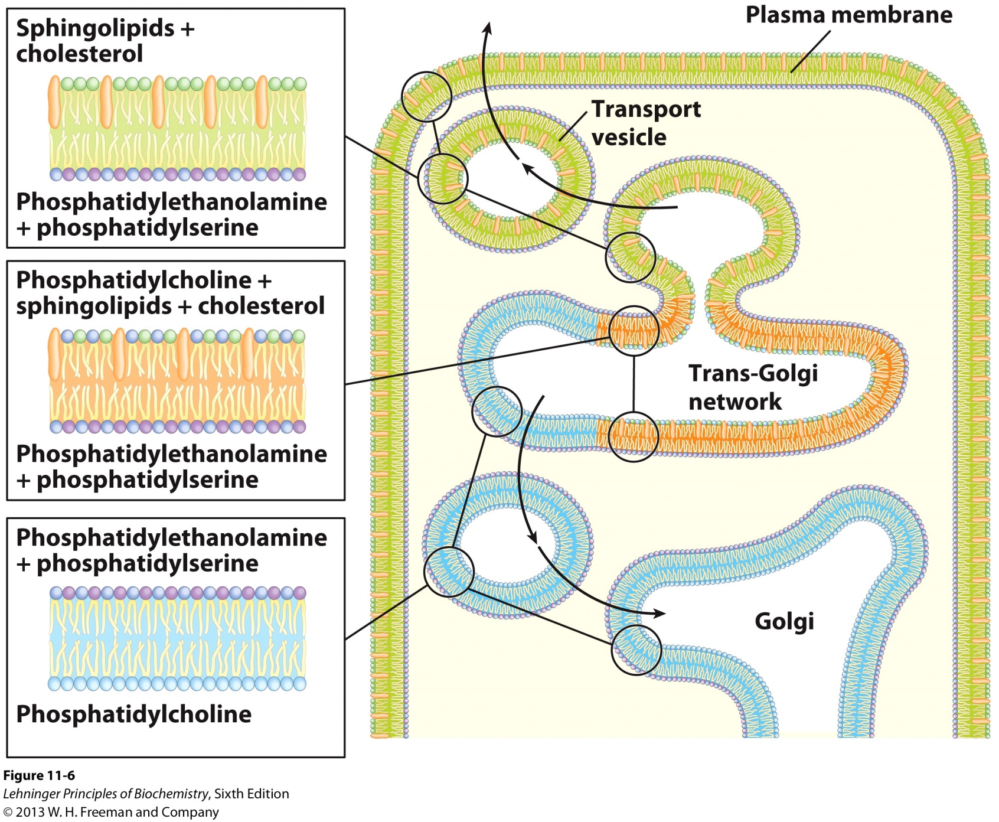 Sphingolipids +
cholesterol
Phosphatidylethanolamine
+ phosphatidylserine
Phosphatidylcholine +
sphingolipids + cholesterol
Phosphatidylethanolamine
+ phosphatidylserine
Phosphatidylethanolamine
+ phosphatidylserine
Phosphatidylcholine
Plasma membrane
Transport
vesicle
Trans-Golgi
network
Golgi
Figure 11-6
Lehninger Principles of Biochemistry, Sixth Edition
© 2013 W. H. Freeman and Company